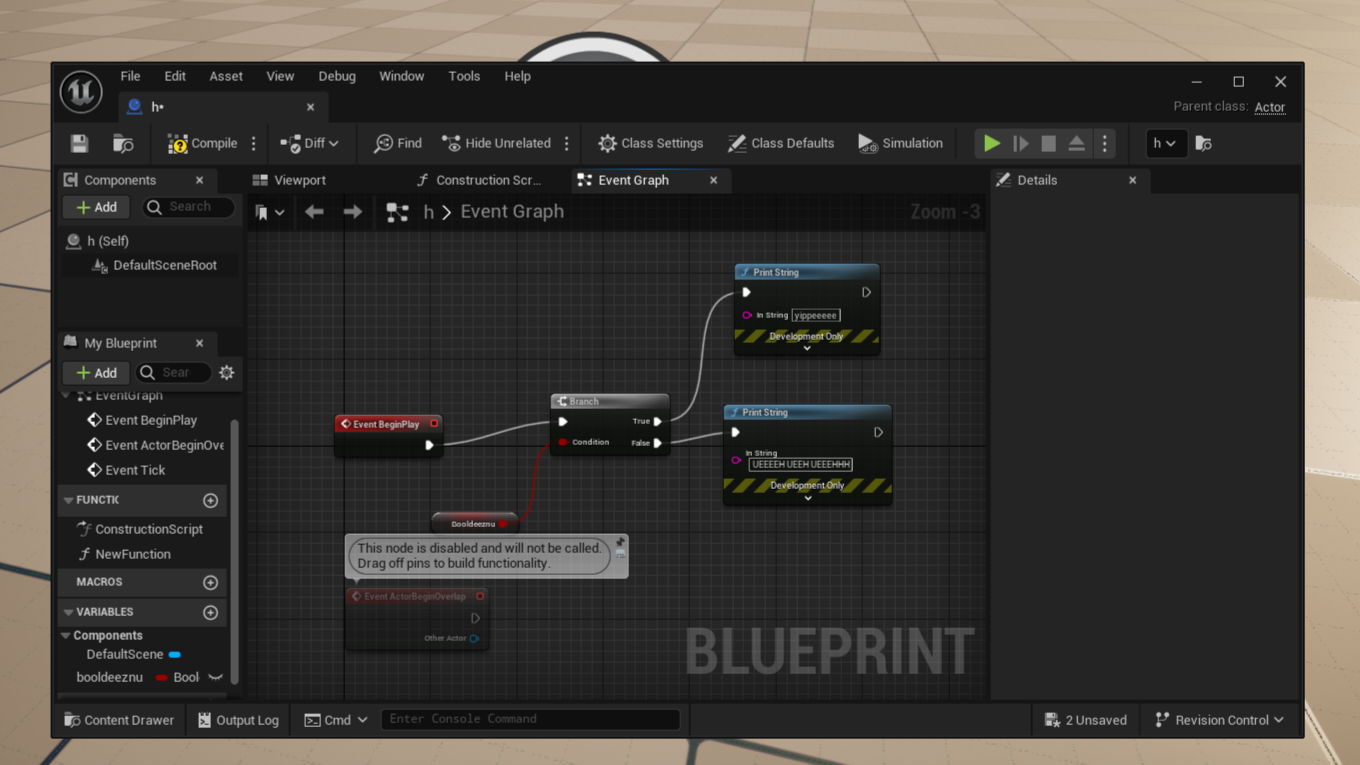 File Edit Asset View Debug Window Tools Help
h•
Parent class: Actor
Compile Diff Find Hide Unrelated Class Settings Class Defaults Simulation h
Components Viewport Construction Scr... Event Graph Details
Add Search
h > Event Graph Zoom -3
h (Self)
DefaultSceneRoot
My Blueprint
Add Sear
EventGraph
Event BeginPlay
Event ActorBeginOve
Event Tick
FUNCTIC
ConstructionScript
NewFunction
MACROS
VARIABLES
Components
DefaultScene
booldeeznu Bool
Print String
In String yippeeeee
Development Only
Event BeginPlay
Branch
True
Condition False
Print String
In String
UEEEEH UEEH UEEEHHH
Development Only
Booldeeznu
This node is disabled and will not be called.
Drag off pins to build functionality.
Event ActorBeginOverlap
Other Actor
BLUEPRINT
Content Drawer Output Log Cmd Enter Console Command 2 Unsaved Revision Control